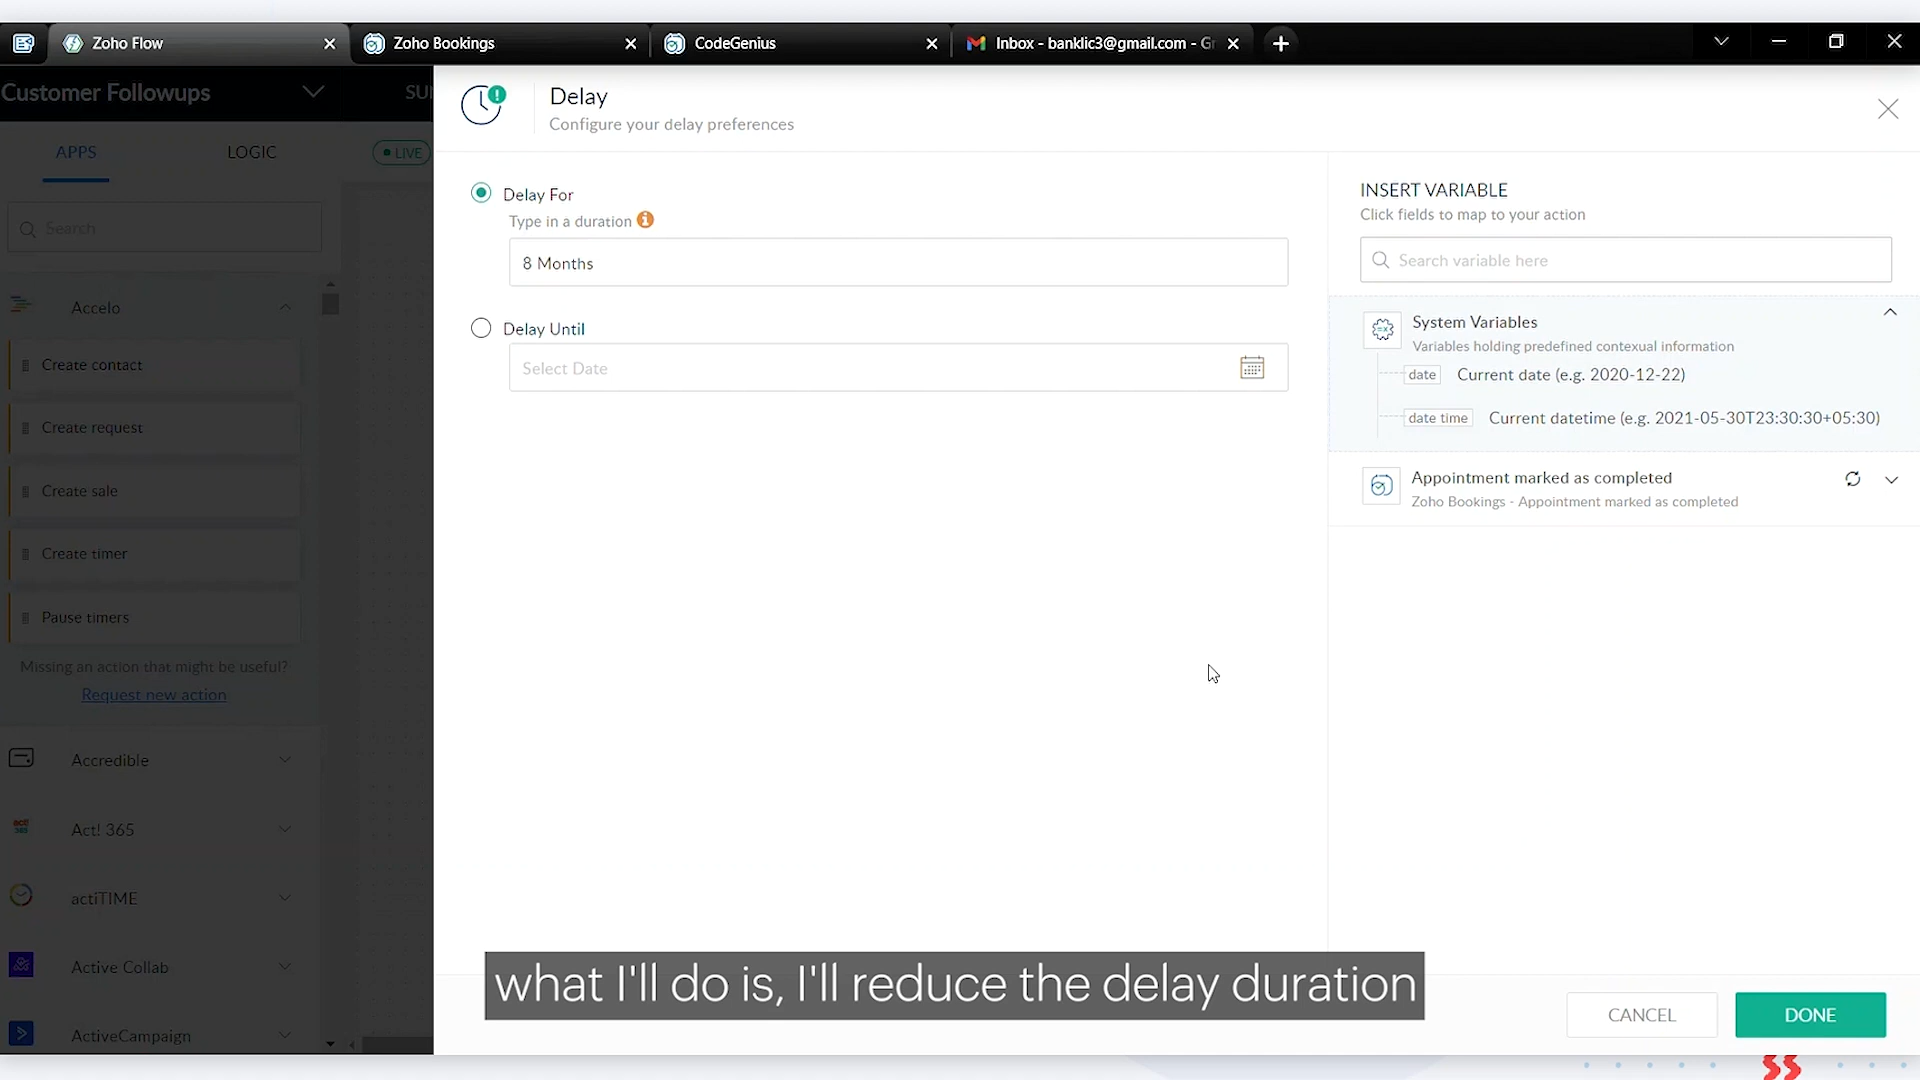 Zoho Flow
Zoho Bookings
CodeGenius
Inbox - banklic3@gmail.com - Gr
Customer Followups
SUM
APPS
LOGIC
LIVE
Search
Accelo
Create contact
Create request
Create sale
Create timer
Pause timers
Missing an action that might be useful?
Request new action
Accredible
act!
365
Act! 365
actiTIME
Active Collab
ActiveCampaign
Delay
Configure your delay preferences
Delay For
Type in a duration
8 Months
Delay Until
Select Date
INSERT VARIABLE
Click fields to map to your action
Search variable here
System Variables
Variables holding predefined contexual information
date Current date (e.g. 2020-12-22)
date time Current datetime (e.g. 2021-05-30T23:30:30+05:30)
Appointment marked as completed
Zoho Bookings - Appointment marked as completed
what I'll do is, I'll reduce the delay duration
CANCEL
DONE